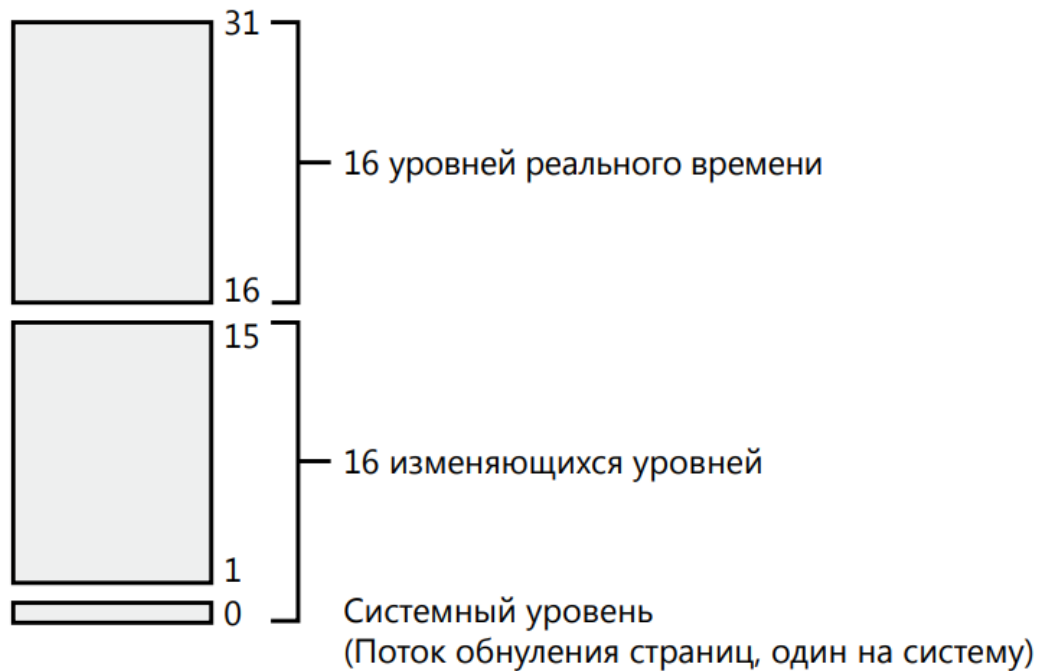 31
16 уровней реального времени
16
15
16 изменяющихся уровней
1
0
Системный уровень
(Поток обнуления страниц, один на систему)